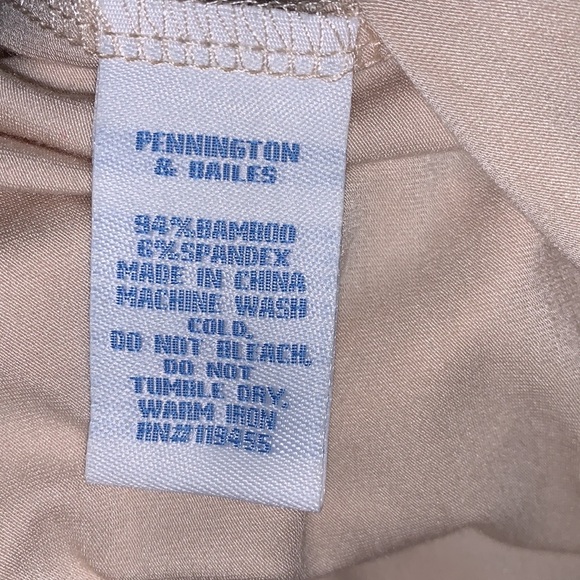 PENNINGTON
& BAILES
94%BAMBOO
6%SPANDEX
MADE IN CHINA
MACHINE WASH
COLD.
DO NOT BLEACH.
DO NOT
TUMBLE DRY.
WARM IRON
RN#119455